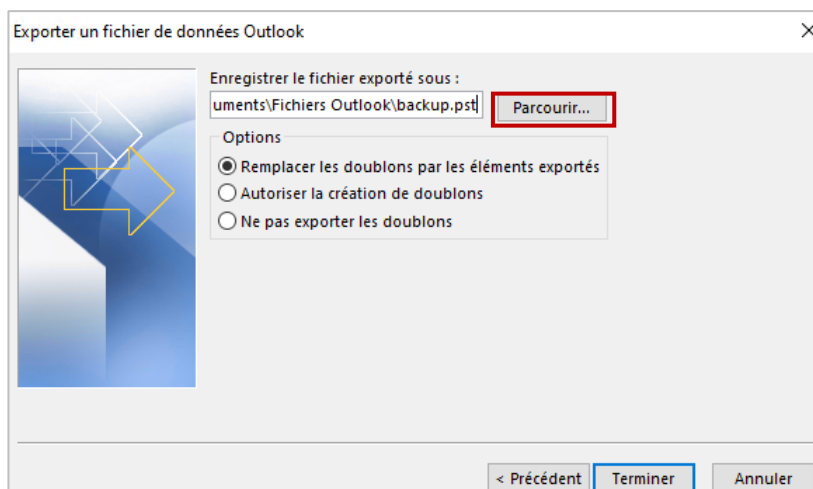 Exporter un fichier de données Outlook
Enregistrer le fichier exporté sous :
uments\Fichiers Outlook\backup.pst
Parcourir...
Options
Remplacer les doublons par les éléments exportés
Autoriser la création de doublons
Ne pas exporter les doublons
< Précédent Terminer Annuler